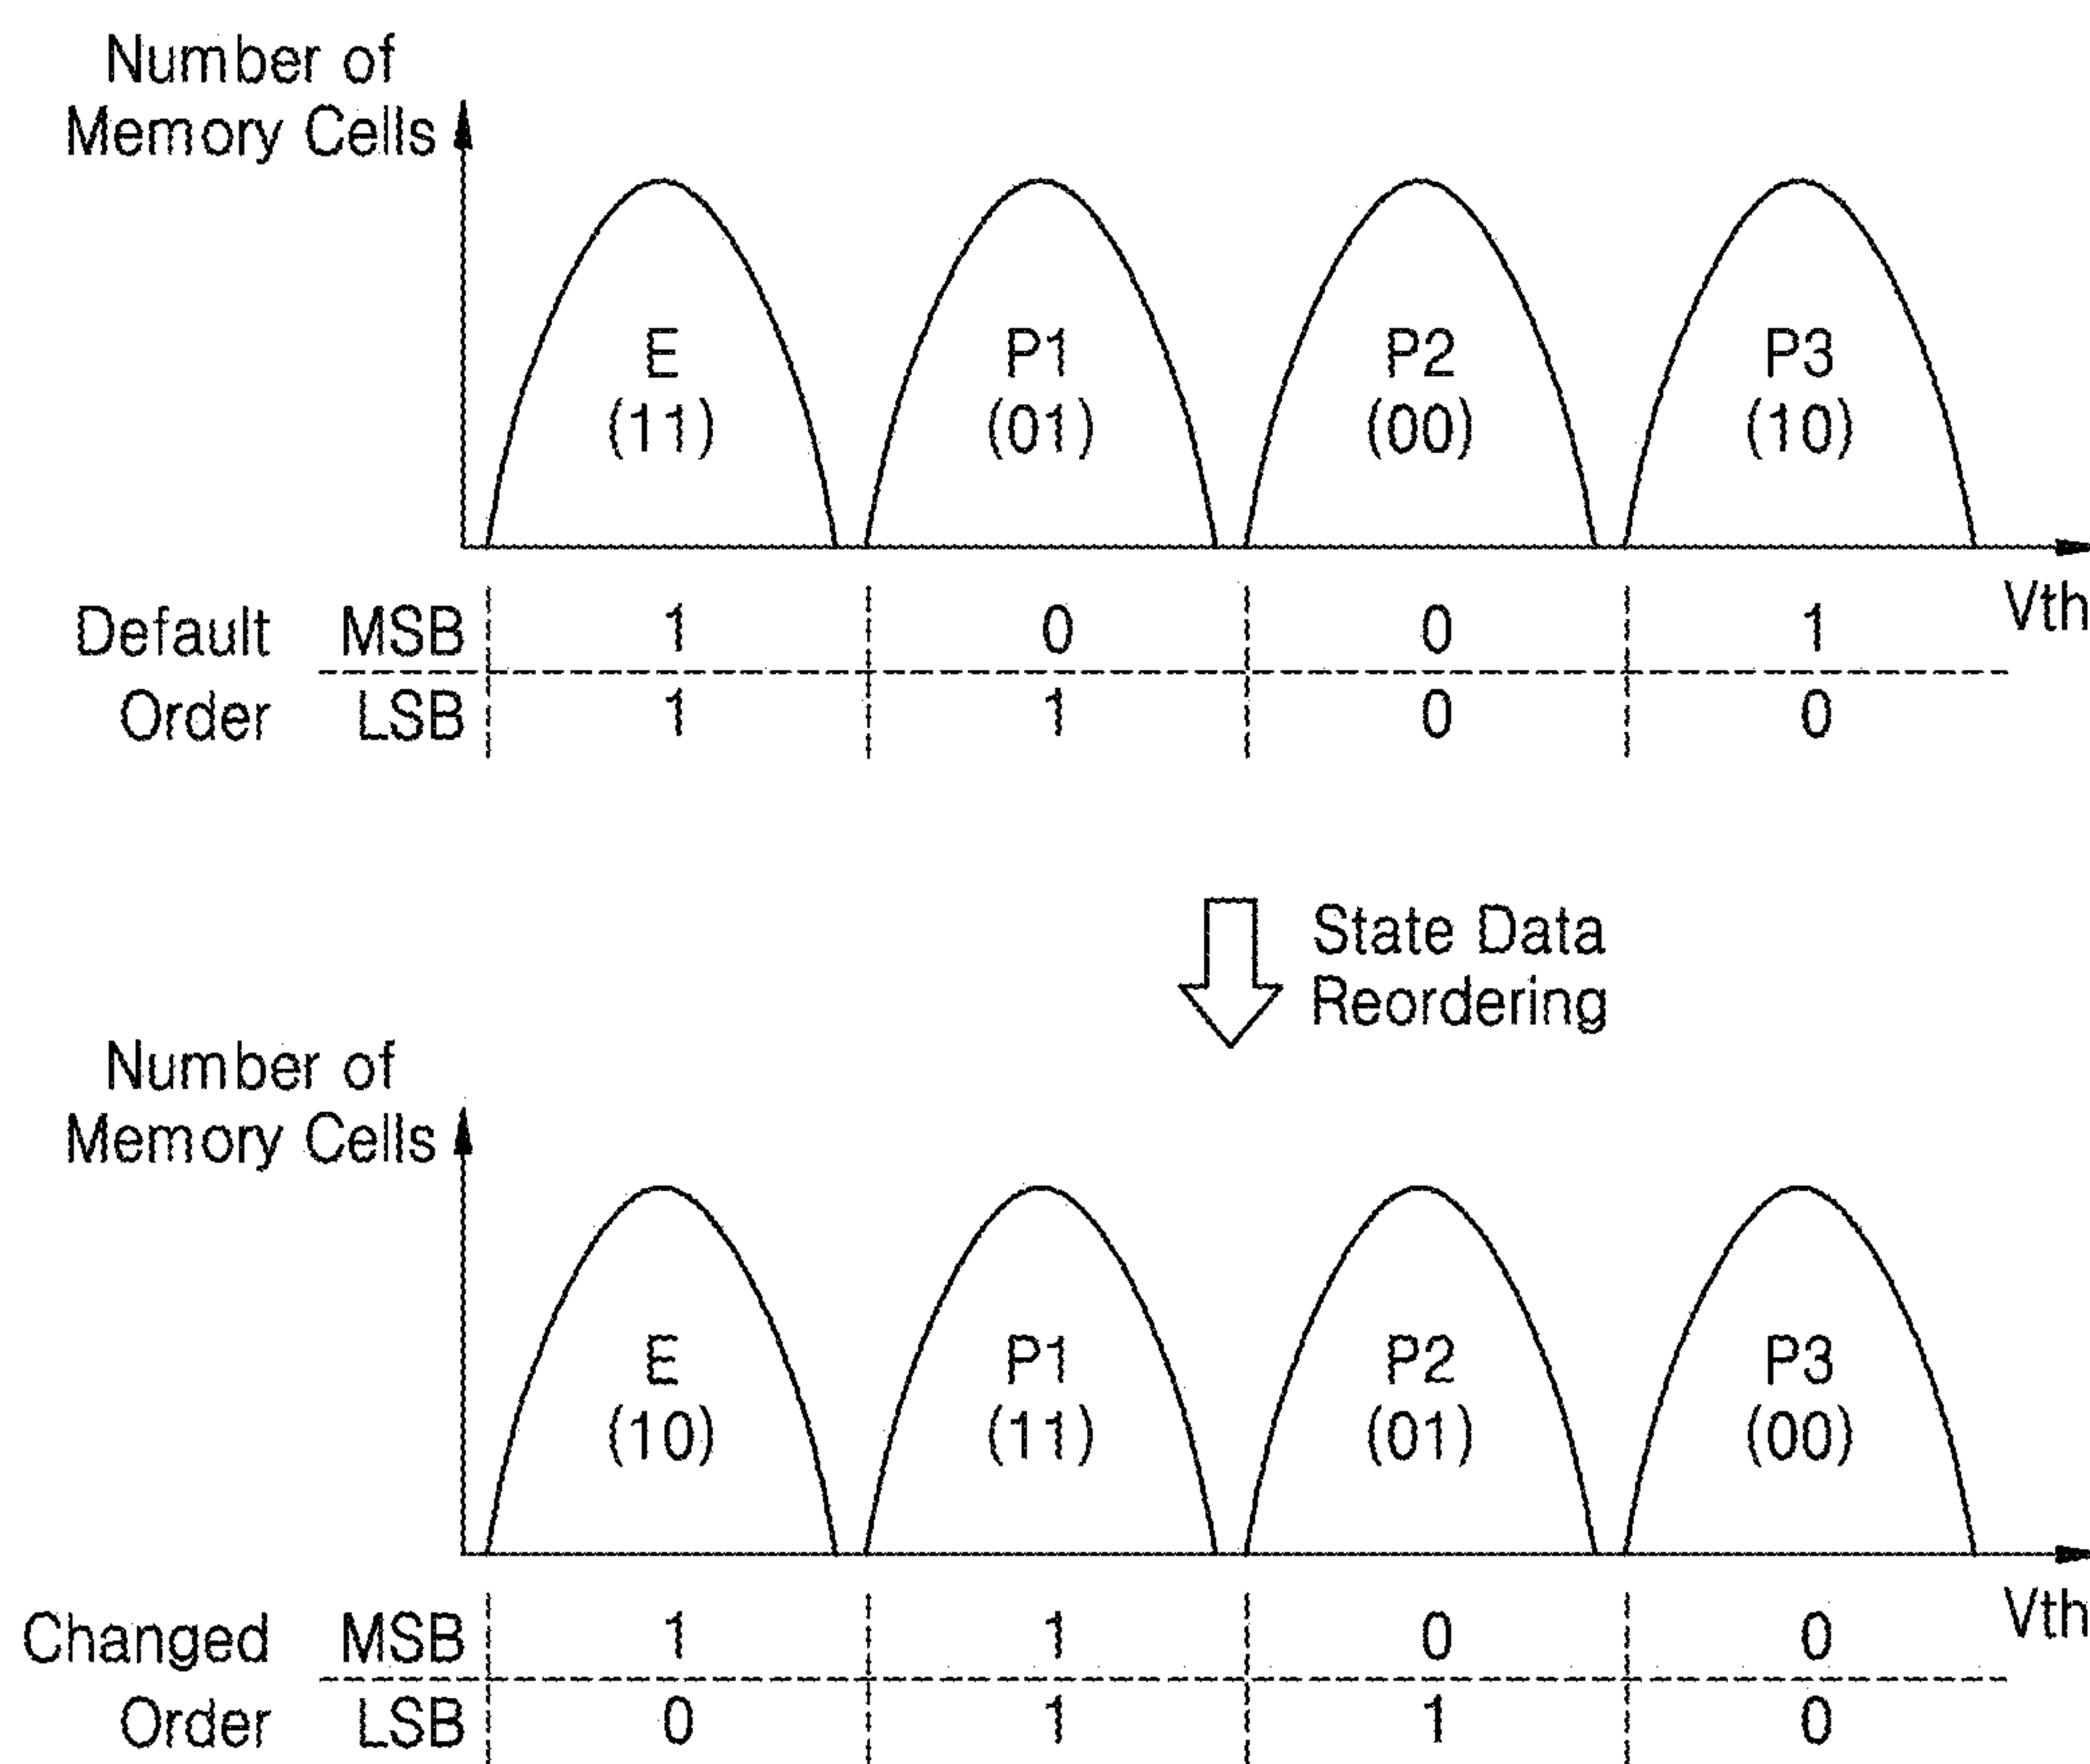 Number of
Memory Cells
E P1 P2 P3
(11) (01) (00) (10)
Vth
Default MSB 1 0 0 1
Order LSB 1 1 0 0
State Data
Reordering
Number of
Memory Cells
E P1 P2 P3
(10) (11) (01) (00)
Vth
Changed MSB 1 1 0 0
Order LSB 0 1 1 0